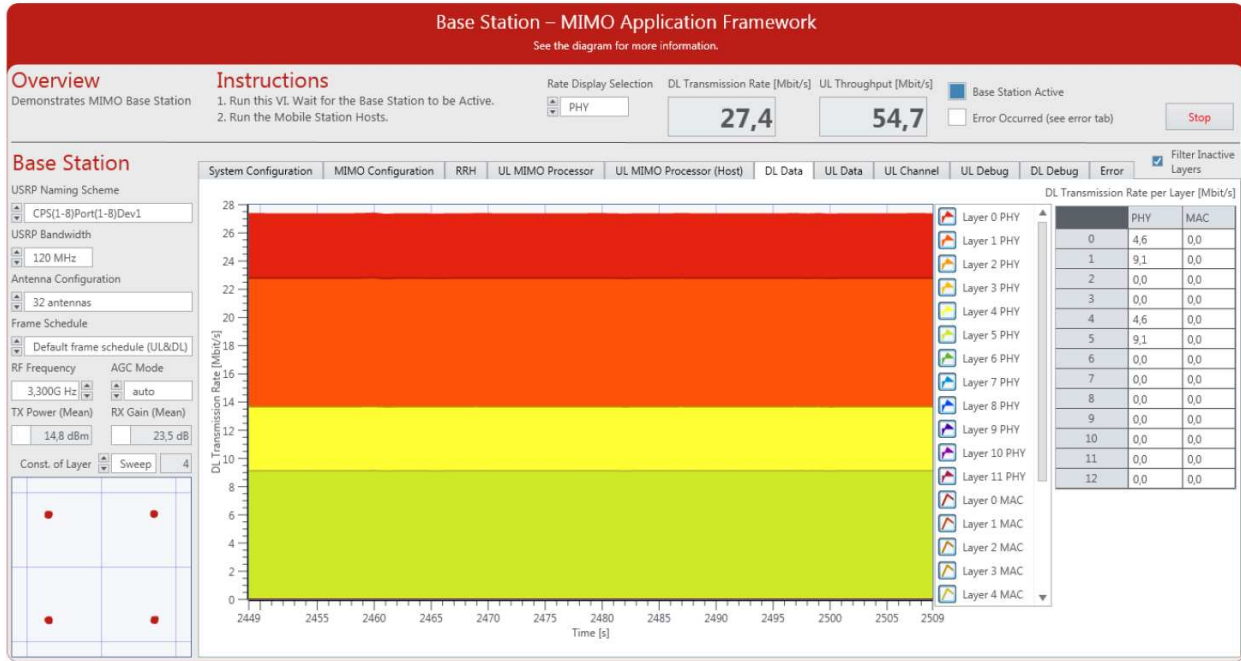 Base Station – MIMO Application Framework
See the diagram for more information.
Overview
Demonstrates MIMO Base Station
Instructions
1. Run this VI. Wait for the Base Station to be Active.
2. Run the Mobile Station Hosts.
Rate Display Selection
PHY
DL Transmission Rate [Mbit/s]
27,4
UL Throughput [Mbit/s]
54,7
Base Station Active
Error Occurred (see error tab)
Stop
Base Station
USRP Naming Scheme
CPS(1-8)Port(1-8)Dev1
USRP Bandwidth
120 MHz
Antenna Configuration
32 antennas
Frame Schedule
Default frame schedule (UL&DL)
RF Frequency AGC Mode
3,300G Hz auto
TX Power (Mean) RX Gain (Mean)
14,8 dBm 23,5 dB
Const. of Layer Sweep 4
System Configuration MIMO Configuration RRH UL MIMO Processor UL MIMO Processor (Host) DL Data UL Data UL Channel UL Debug DL Debug Error
Filter Inactive
Layers
DL Transmission Rate [Mbit/s]
28
26
24
22
20
18
16
14
12
10
8
6
4
2
0
2449 2455 2460 2465 2470 2475 2480 2485 2490 2495 2500 2505 2509
Time [s]
Layer 0 PHY
Layer 1 PHY
Layer 2 PHY
Layer 3 PHY
Layer 4 PHY
Layer 5 PHY
Layer 6 PHY
Layer 7 PHY
Layer 8 PHY
Layer 9 PHY
Layer 10 PHY
Layer 11 PHY
Layer 0 MAC
Layer 1 MAC
Layer 2 MAC
Layer 3 MAC
Layer 4 MAC
DL Transmission Rate per Layer [Mbit/s]
PHY MAC
0 4,6 0,0
1 9,1 0,0
2 0,0 0,0
3 0,0 0,0
4 4,6 0,0
5 9,1 0,0
6 0,0 0,0
7 0,0 0,0
8 0,0 0,0
9 0,0 0,0
10 0,0 0,0
11 0,0 0,0
12 0,0 0,0